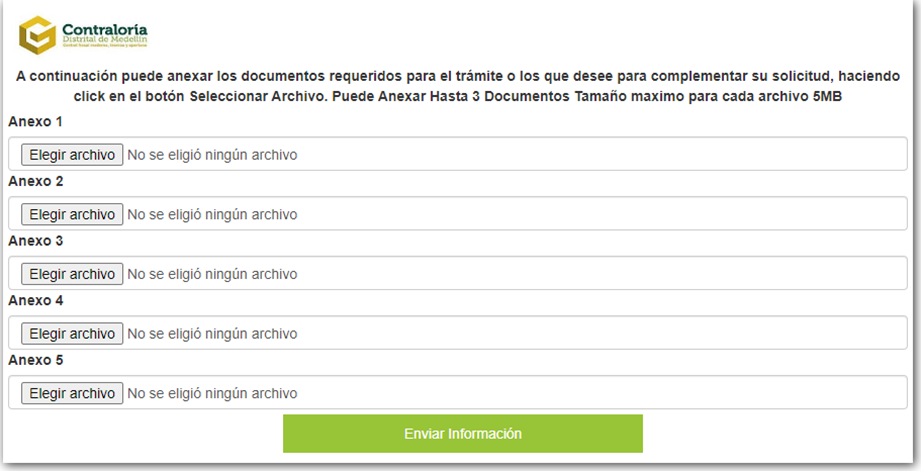 Contraloría
Distrital de Medellín
A continuación puede anexar los documentos requeridos para el trámite o los que desee para complementar su solicitud, haciendo
click en el botón Seleccionar Archivo. Puede Anexar Hasta 3 Documentos Tamaño maximo para cada archivo 5MB
Anexo 1
Elegir archivo No se eligió ningún archivo
Anexo 2
Elegir archivo No se eligió ningún archivo
Anexo 3
Elegir archivo No se eligió ningún archivo
Anexo 4
Elegir archivo No se eligió ningún archivo
Anexo 5
Elegir archivo No se eligió ningún archivo
Enviar Información